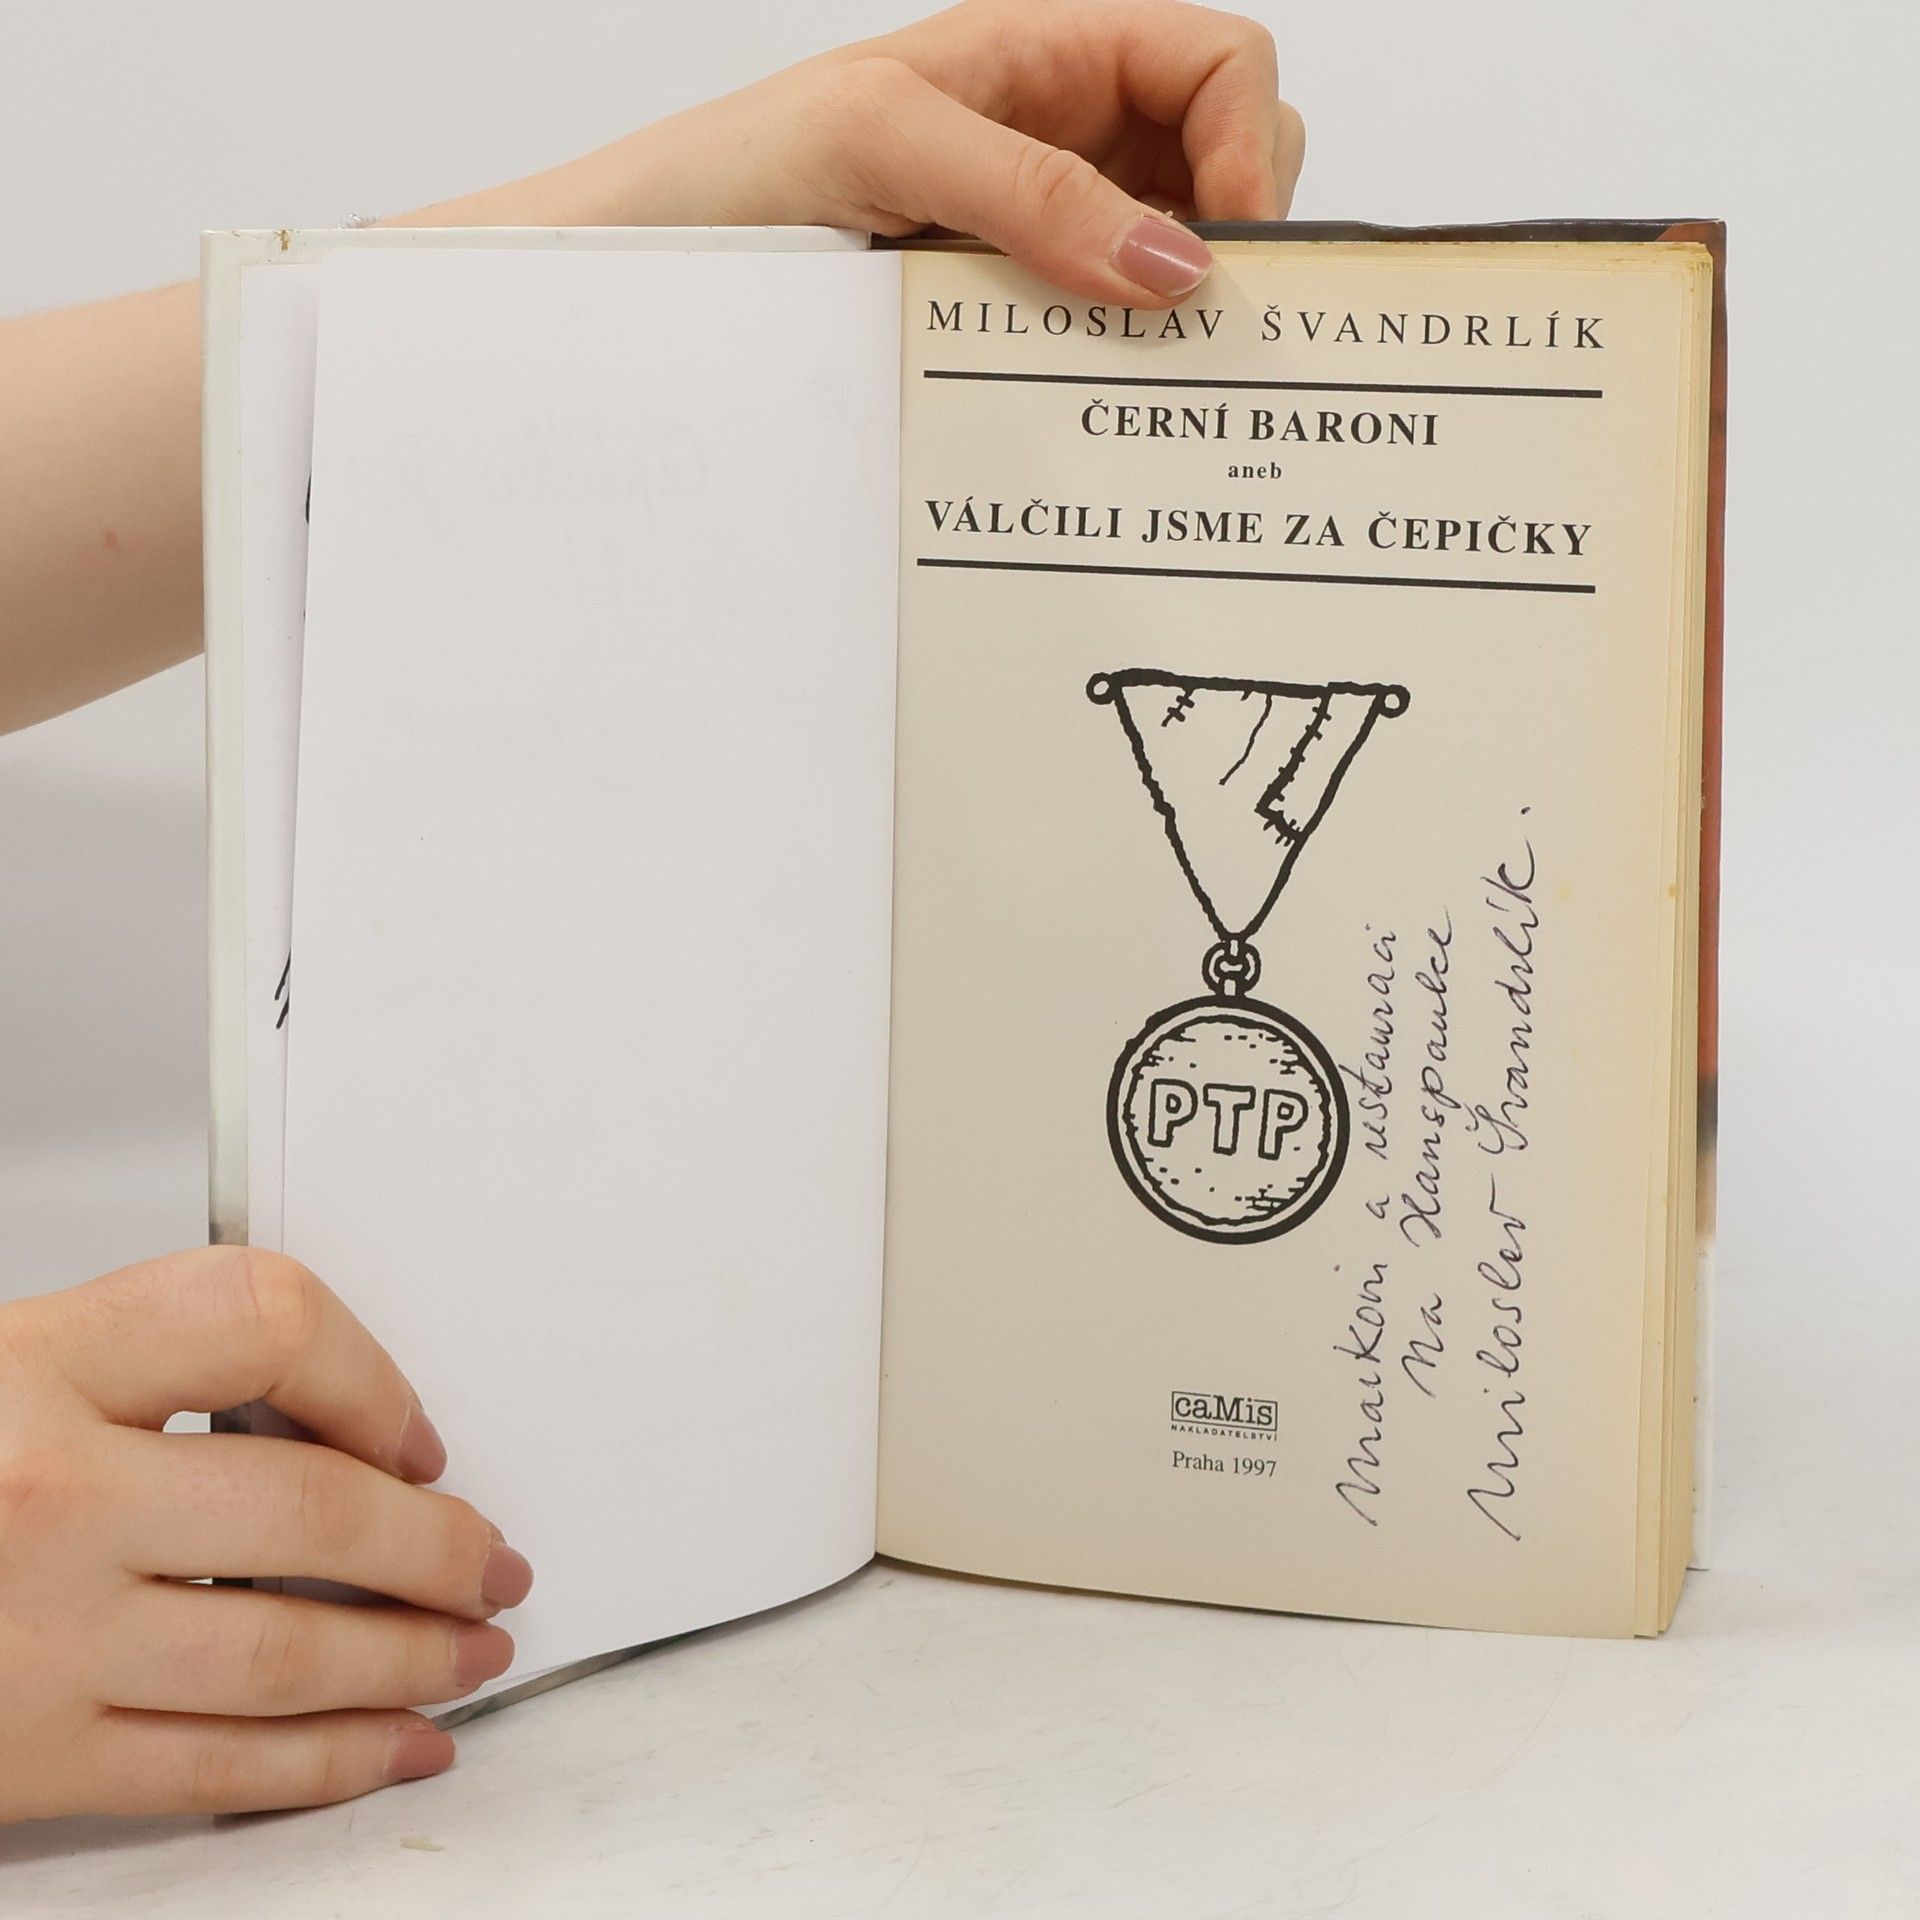 MILOSLAV ŠVANDRLÍK
ČERNÍ BARONI
aneb
VÁLČILI JSME ZA ČEPIČKY
PTP
caMis
NAKLADATELSTVÍ
Praha 1997
a restauraci
Na Hanspaulce
Miloslav Švandrlík.